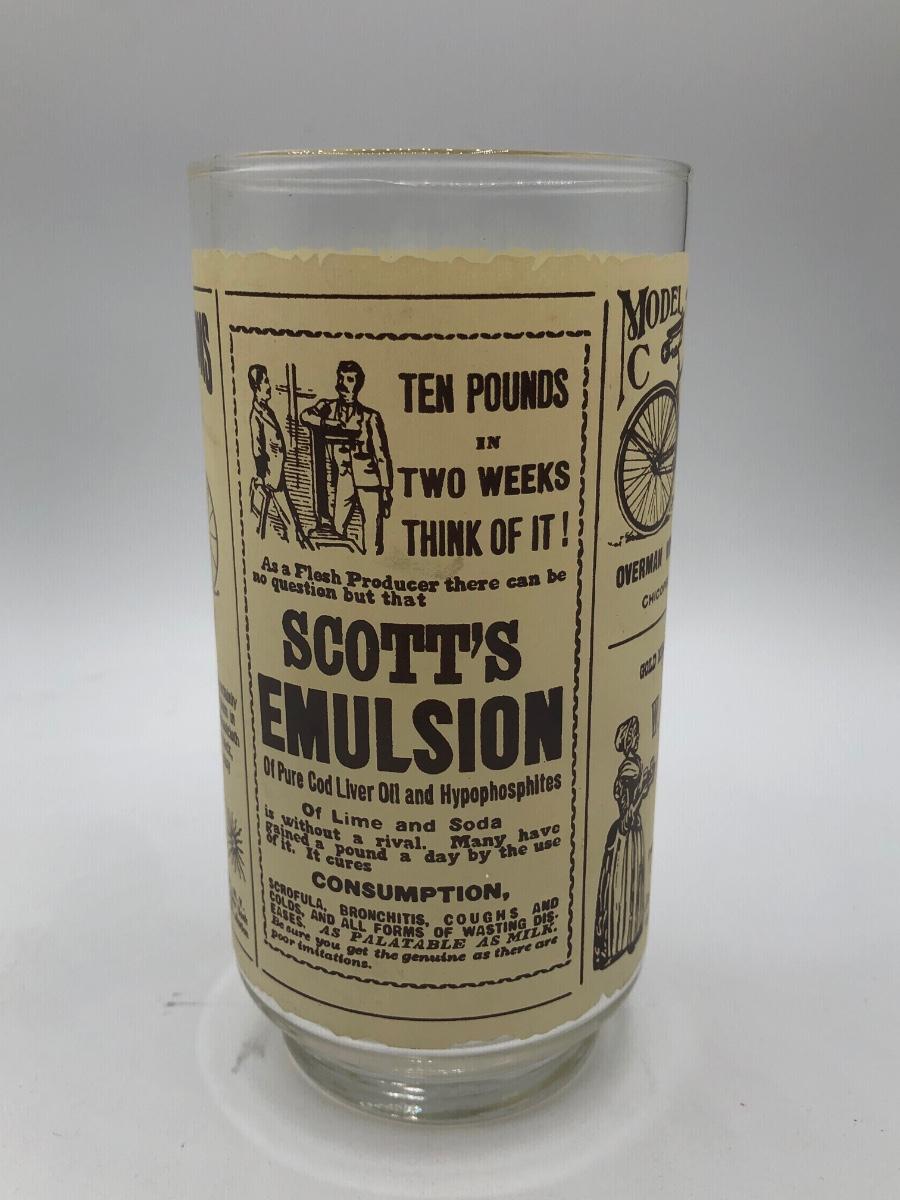 TEN POUNDS
IN
TWO WEEKS
THINK OF IT!
As a Flesh Producer there can be
no question but that
SCOTT'S
EMULSION
Of Pure Cod Liver Oil and Hypophosphites
Of Lime and Soda
is without a rival. Many have
gained a pound a day by the use
of it. It cures
CONSUMPTION,
SCROFULA, BRONCHITIS, COUGHS AND
COLDS, AND ALL FORMS OF WASTING DIS-
EASES. AS PALATABLE AS MILK.
Be sure you get the genuine as there are
poor imitations.
MODEL
C
OVERMAN
GOLD